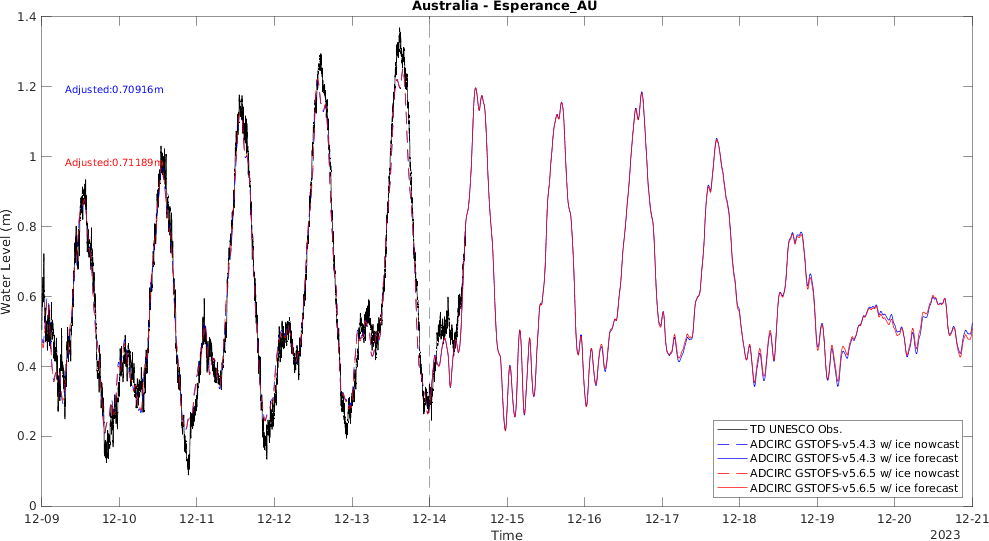 Australia - Esperance_AU
Water Level (m)
1.4
1.2
1
0.8
0.6
0.4
0.2
0
Adjusted:0.70916m
Adjusted:0.71189m
TD UNESCO Obs.
ADCIRC GSTOFS-v5.4.3 w/ ice nowcast
ADCIRC GSTOFS-v5.4.3 w/ ice forecast
ADCIRC GSTOFS-v5.6.5 w/ ice nowcast
ADCIRC GSTOFS-v5.6.5 w/ ice forecast
12-09 12-10 12-11 12-12 12-13 12-14 12-15 12-16 12-17 12-18 12-19 12-20 12-21
Time
2023